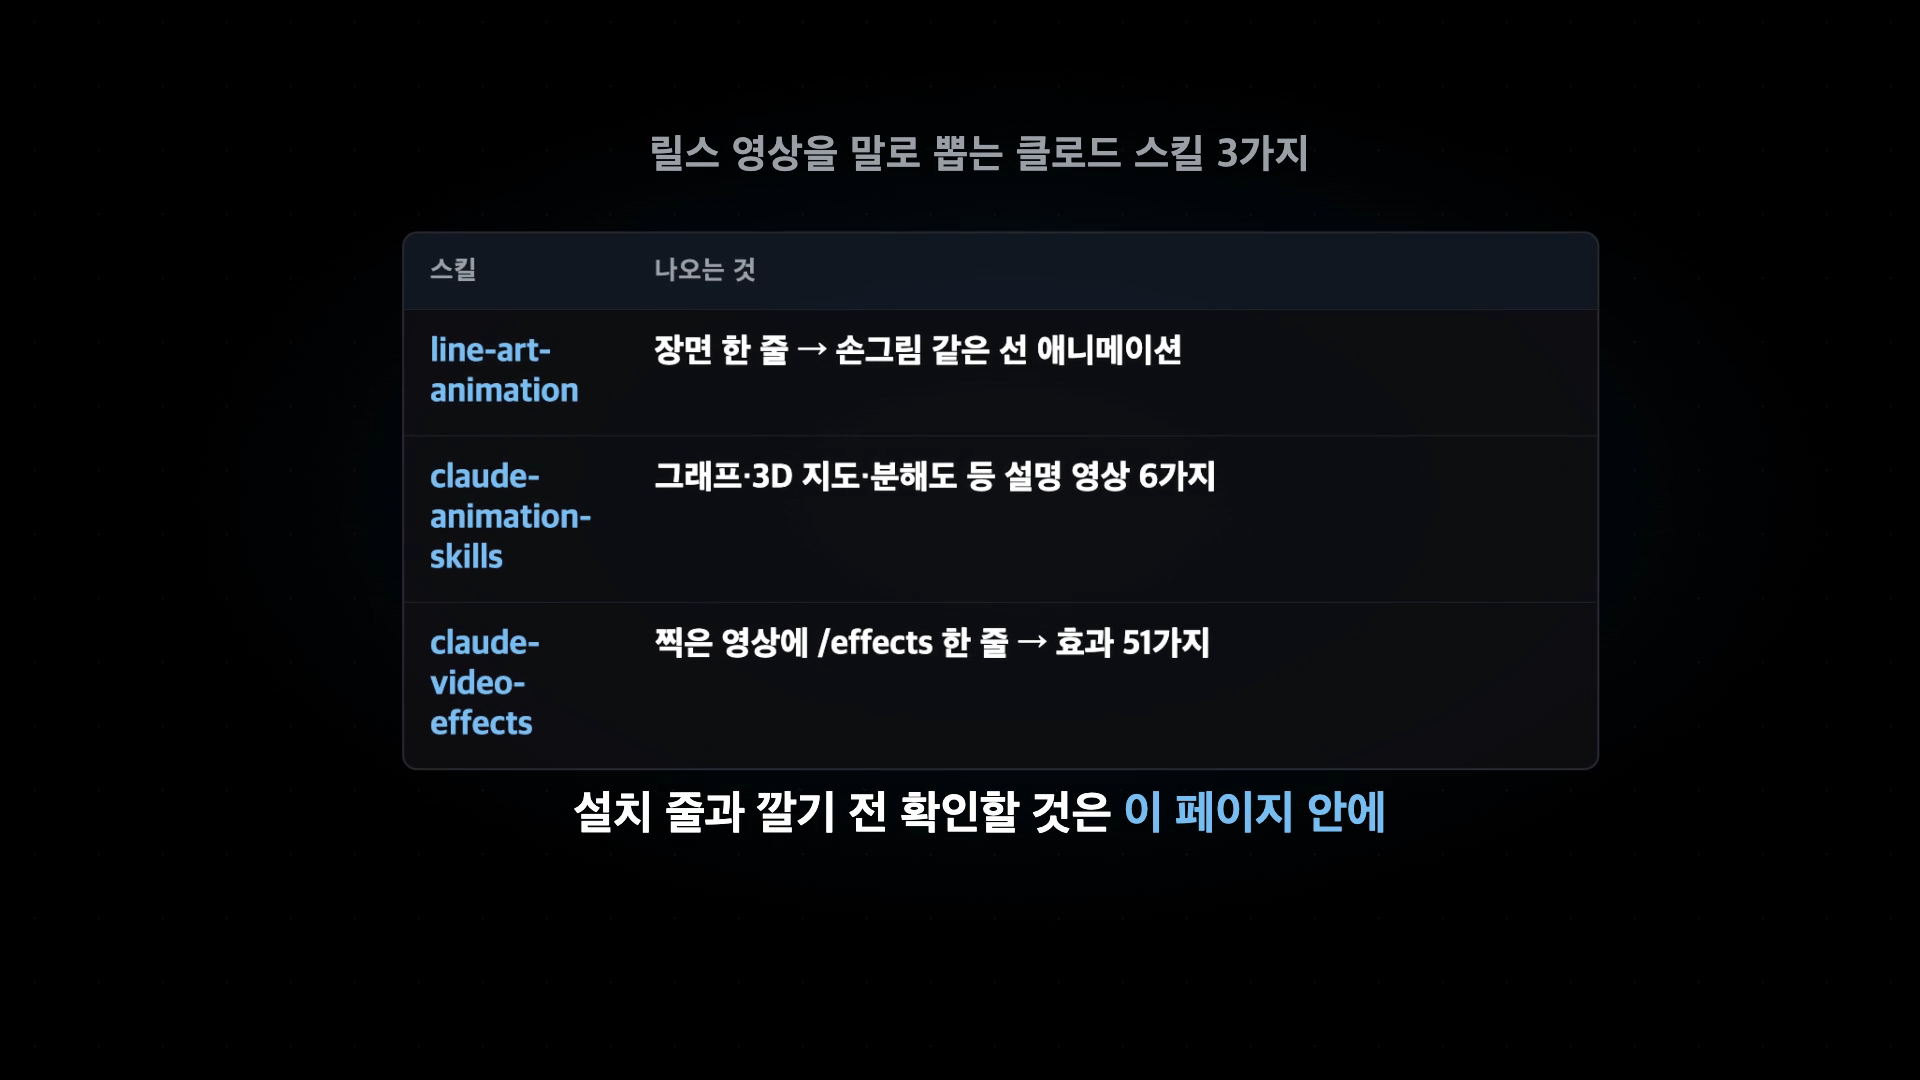 릴스 영상을 말로 뽑는 클로드 스킬 3가지
스킬
나오는 것
line-art-
animation
장면 한 줄 → 손그림 같은 선 애니메이션
claude-
animation-
skills
그래프·3D 지도·분해도 등 설명 영상 6가지
claude-
video-
effects
찍은 영상에 /effects 한 줄 → 효과 51가지
설치 줄과 깔기 전 확인할 것은 이 페이지 안에